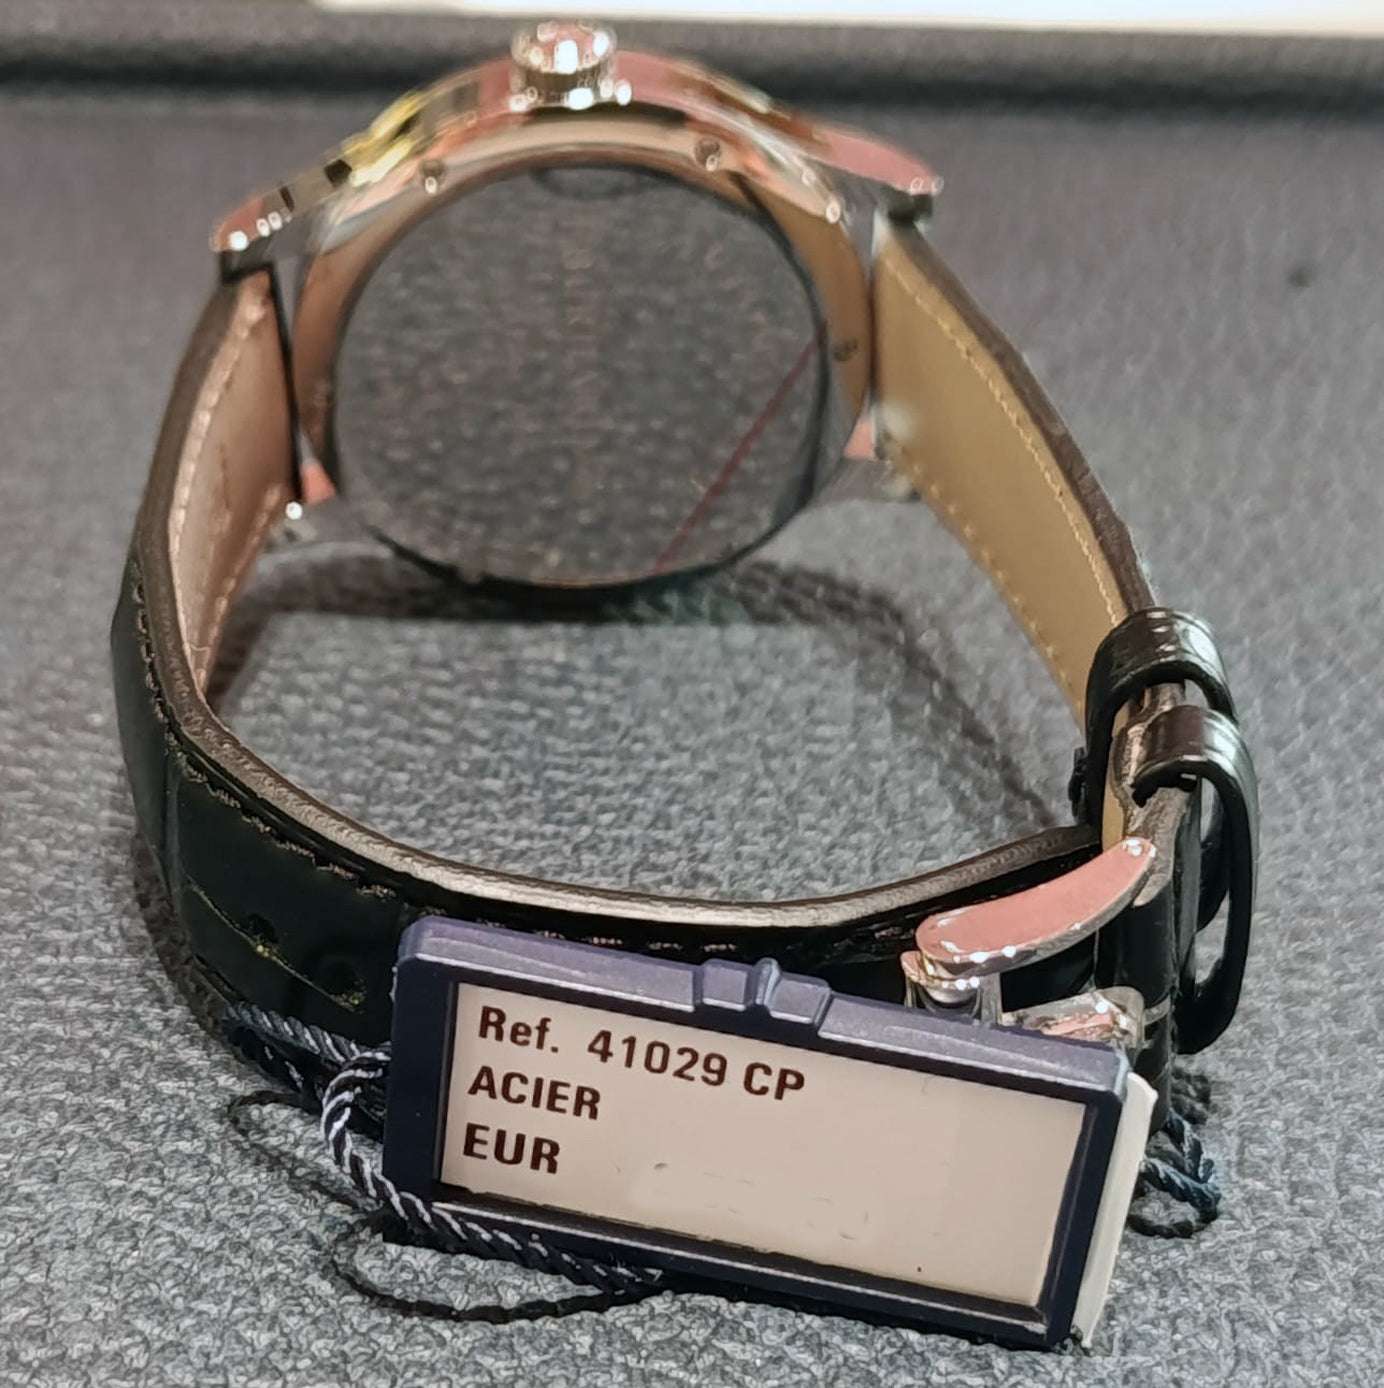 Ref. 41029 CP
ACIER
EUR